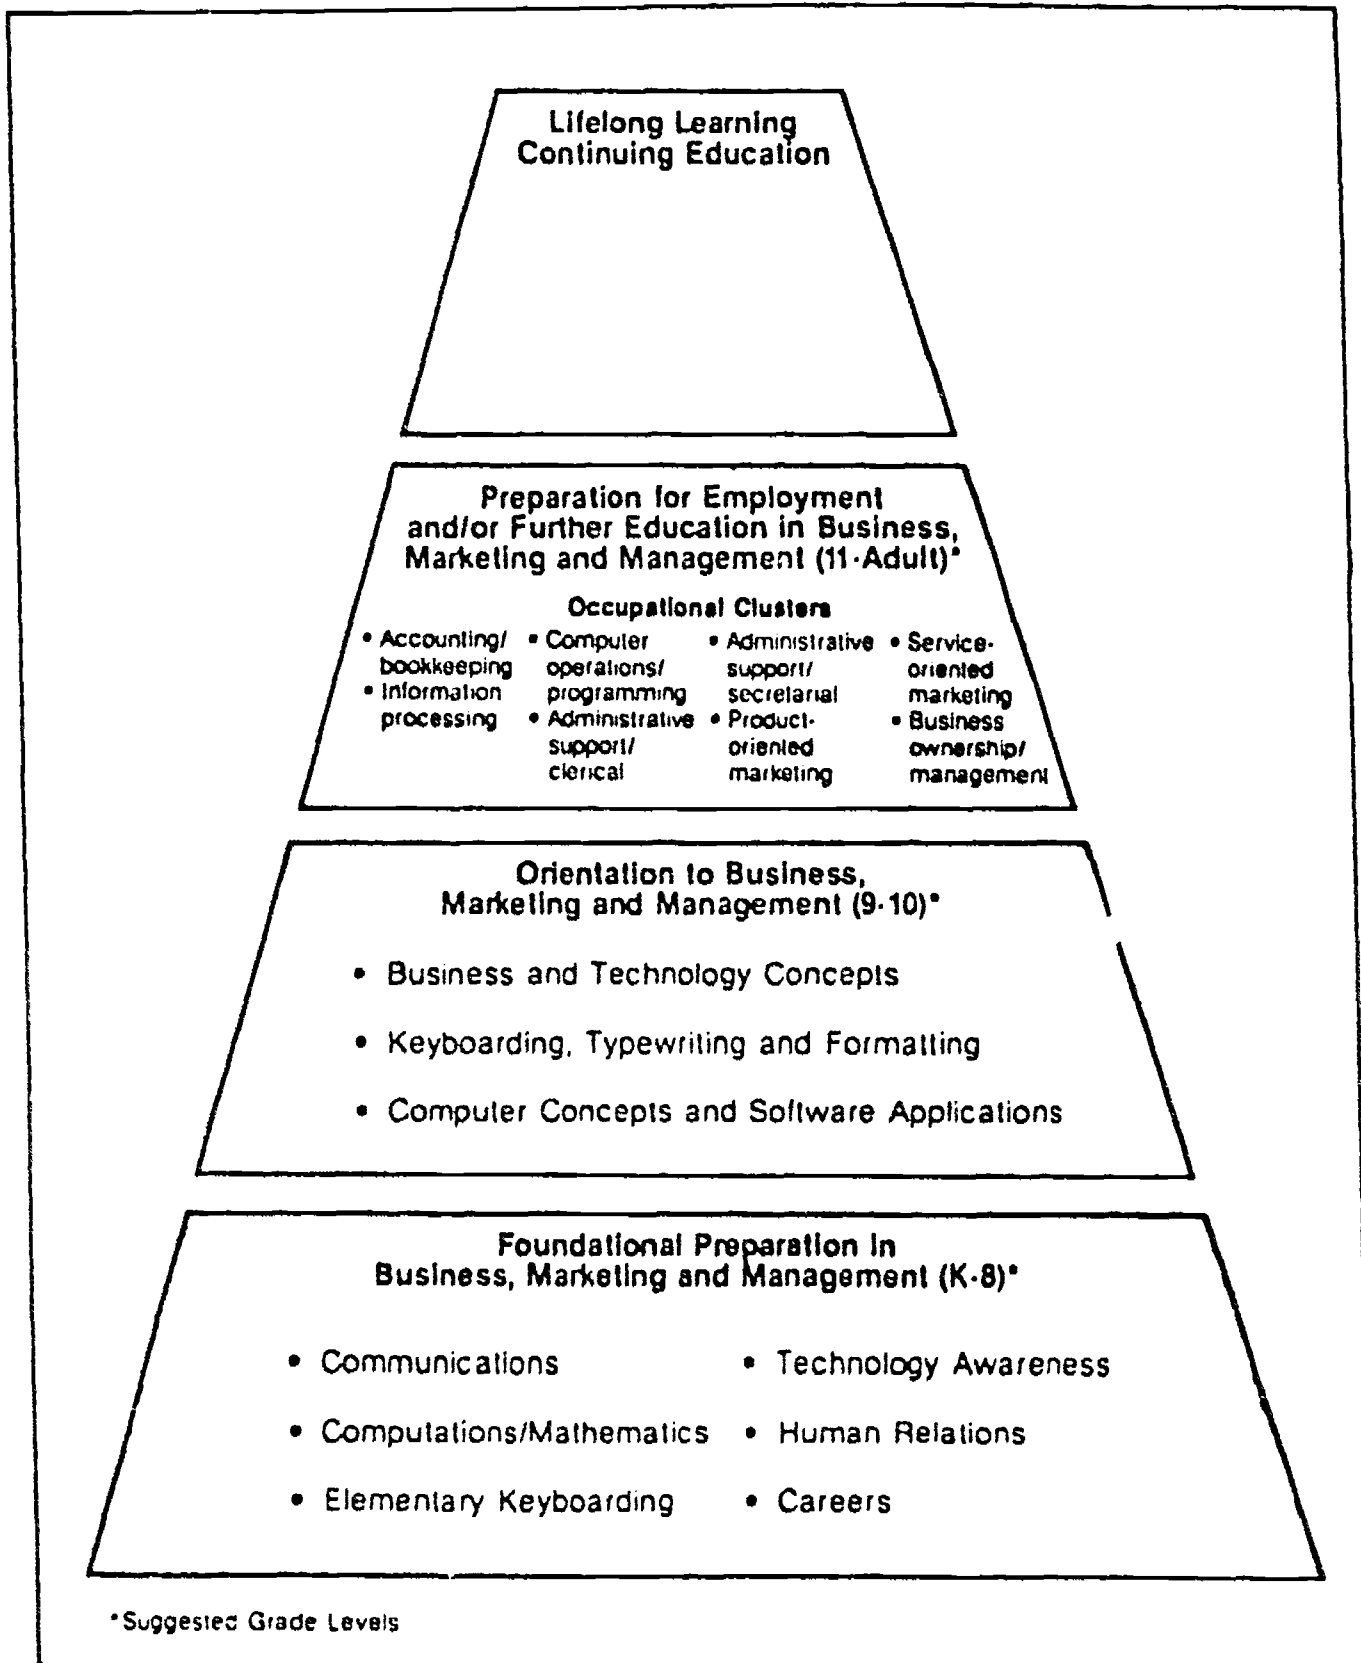 Lifelong Learning
Continuing Education
Preparation for Employment
and/or Further Education in Business,
Marketing and Management (11-Adult)*
Occupational Clusters
• Accounting/
bookkeeping
• Information
processing
• Computer
operations/
programming
• Administrative
support/
clerical
• Administrative
support/
secretarial
• Product-
oriented
marketing
• Service-
oriented
marketing
• Business
ownership/
management
Orientation to Business,
Marketing and Management (9-10)*
• Business and Technology Concepts
• Keyboarding, Typewriting and Formatting
• Computer Concepts and Software Applications
Foundational Preparation in
Business, Marketing and Management (K-8)*
• Communications
• Computations/Mathematics
• Elementary Keyboarding
• Technology Awareness
• Human Relations
• Careers
*Suggested Grade Levels